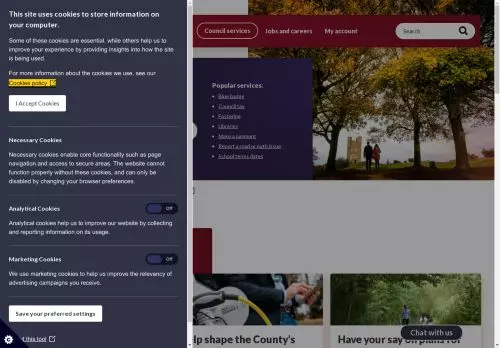 This site uses cookies to store information on
your computer.
Some of these cookies are essential, while others help us to
improve your experience by providing insights into how the
site is being used.
For more information about the cookies we use, see our
Cookies policy
I Accept Cookies
Necessary Cookies
Necessary cookies enable core functionality such as page
navigation and access to secure areas. The website cannot
function properly without these cookies, and can only be
disabled by changing your browser preferences.
Analytical Cookies
Off
Analytical cookies help us to improve our website by collecting
and reporting information on its usage.
Marketing Cookies
Off
We use marketing cookies to help us improve the relevancy of
advertising campaigns you receive.
Save your preferred settings
t this tool
Council services
Jobs and careers
My account
Search
Popular services:
Blue badge
Council tax
Fostering
Libraries
Make a payment
Report a road or path issue
School terms dates
lp shape the County's
Have your say on plans for
Chat with us